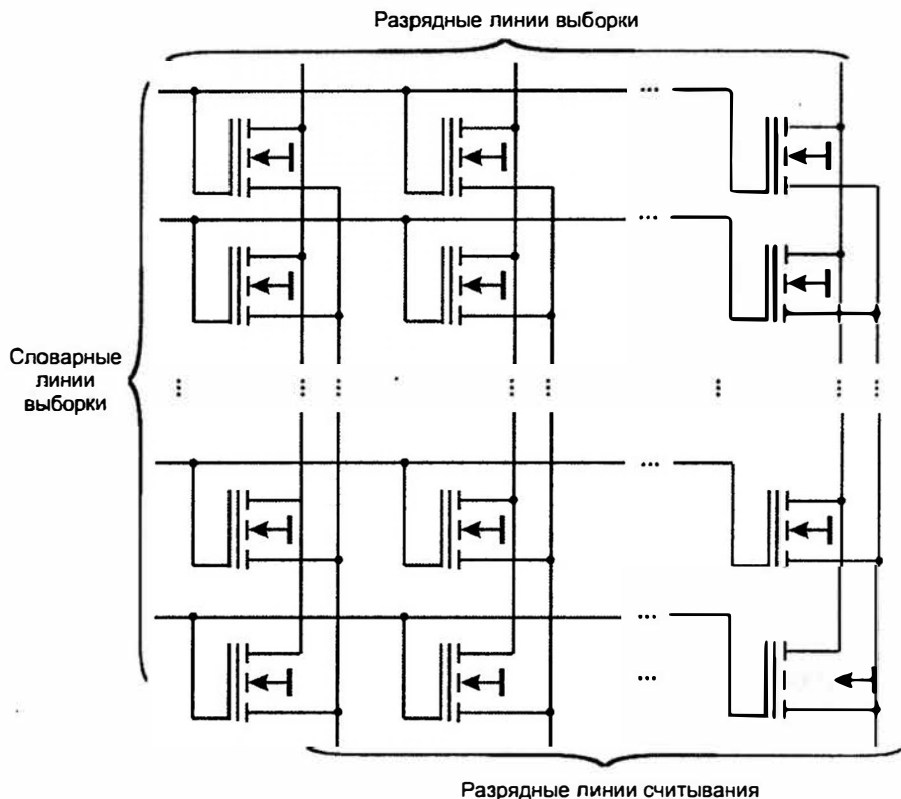 Разрядные линии выборки
Словарные
линии
выборки
Разрядные линии считывания